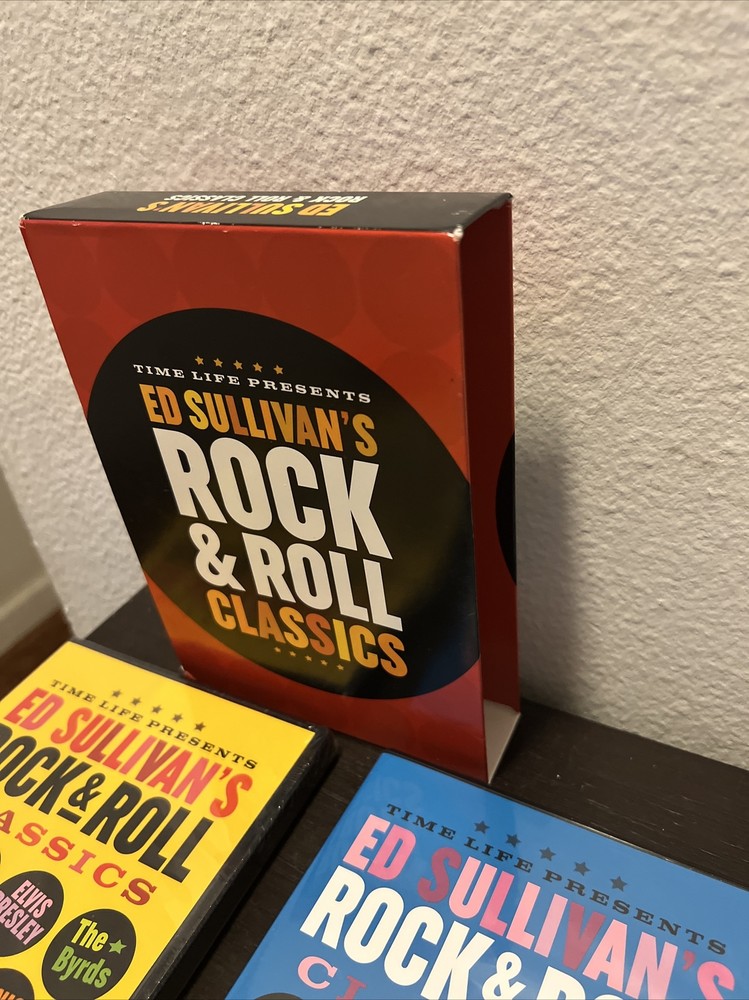 ED SULLIVAN'S
ROCK & ROLL CLASSICS
TIME LIFE PRESENTS
ED SULLIVAN'S
ROCK
& ROLL
CLASSICS
TIME LIFE PRESENTS
ED SULLIVAN'S
ROCK & ROLL
ASSICS
ELVIS
PRESLEY
The
Byrds
TIME LIFE PRESENTS
ED SULLIVAN'S
ROCK &